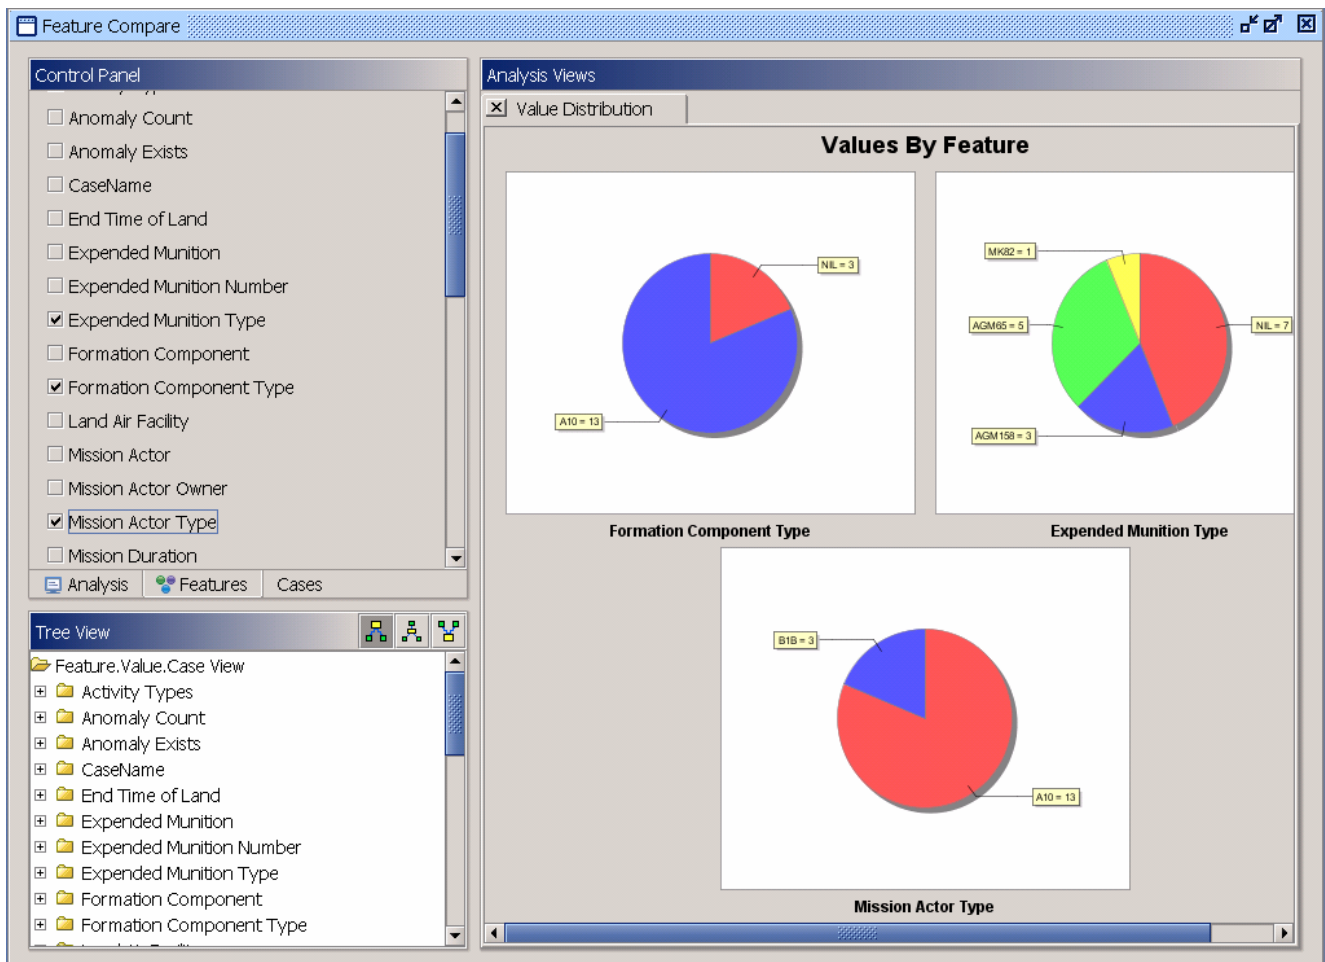 Feature Compare
Control Panel
Anomaly Count
Anomaly Exists
CaseName
End Time of Land
Expended Munition
Expended Munition Number
Expended Munition Type
Formation Component
Formation Component Type
Land Air Facility
Mission Actor
Mission Actor Owner
Mission Actor Type
Mission Duration
Analysis Features Cases
Tree View
Feature.Value.Case View
Activity Types
Anomaly Count
Anomaly Exists
CaseName
End Time of Land
Expended Munition
Expended Munition Number
Expended Munition Type
Formation Component
Formation Component Type
Analysis Views
Value Distribution
Values By Feature
NIL = 3
A10 = 13
Formation Component Type
MK82 = 1
AGM65 = 5
NIL = 7
AGM158 = 3
Expended Munition Type
B1B = 3
A10 = 13
Mission Actor Type